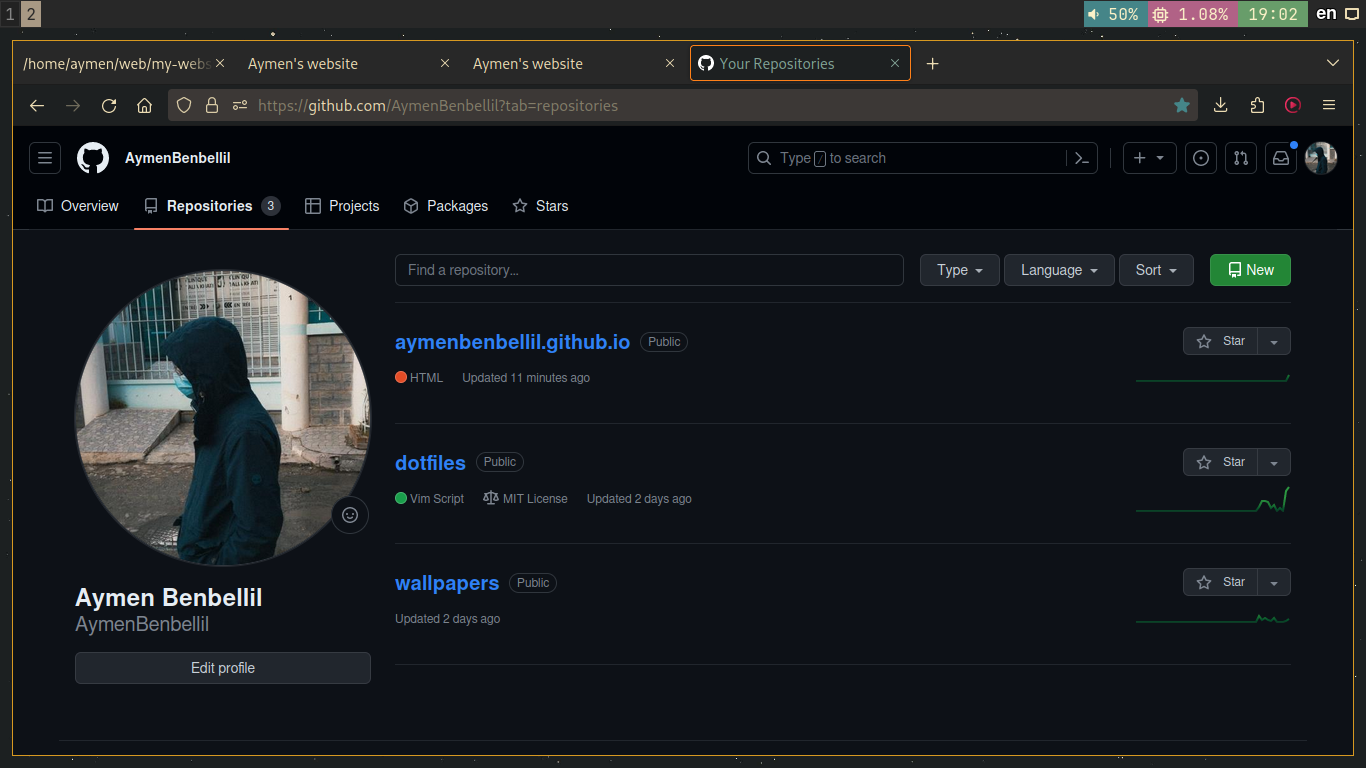 1 2 50% 1.08% 19:02 en
/home/aymen/web/my-webs Aymen's website Aymen's website Your Repositories
https://github.com/AymenBenbellil?tab=repositories
AymenBenbellil Type / to search
Overview Repositories 3 Projects Packages Stars
Find a repository... Type Language Sort New
aymenbenbellil.github.io Public Star
HTML Updated 11 minutes ago
dotfiles Public Star
Vim Script MIT License Updated 2 days ago
wallpapers Public Star
Updated 2 days ago
Aymen Benbellil
AymenBenbellil
Edit profile